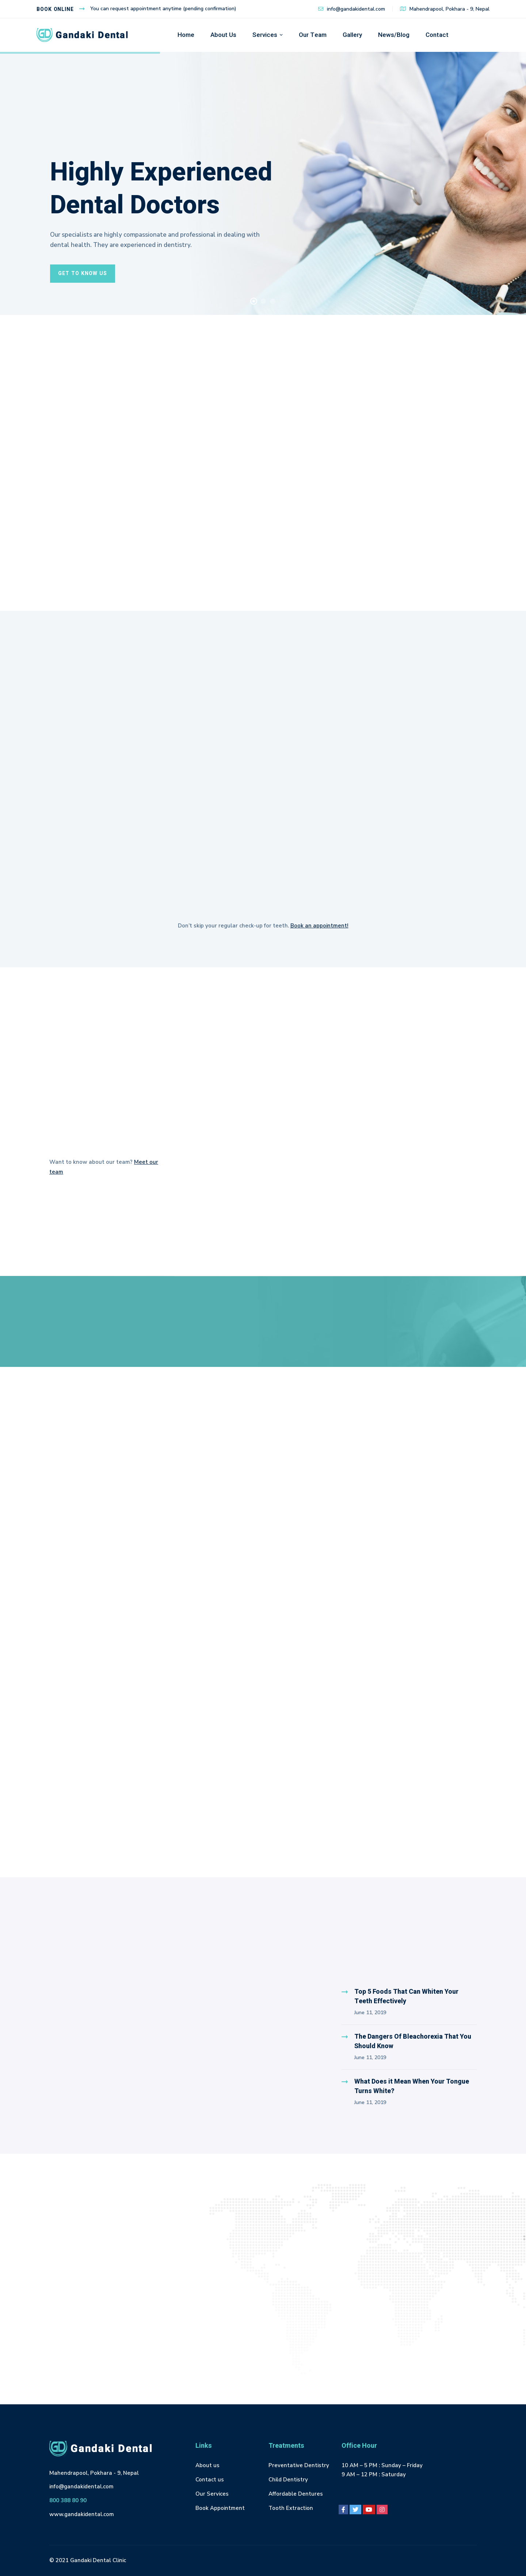 BOOK ONLINE
You can request appointment anytime (pending confirmation)
info@gandakidental.com
Mahendrapool, Pokhara - 9, Nepal
GD Gandaki Dental
Home
About Us
Services
Our Team
Gallery
News/Blog
Contact
Highly Experienced
Dental Doctors
Our specialists are highly compassionate and professional in dealing with
dental health. They are experienced in dentistry.
GET TO KNOW US
Don't skip your regular check-up for teeth. Book an appointment!
Want to know about our team? Meet our
team
Top 5 Foods That Can Whiten Your
Teeth Effectively
June 11, 2019
The Dangers Of Bleachorexia That You
Should Know
June 11, 2019
What Does it Mean When Your Tongue
Turns White?
June 11, 2019
GD Gandaki Dental
Mahendrapool, Pokhara - 9, Nepal
info@gandakidental.com
800 388 80 90
www.gandakidental.com
Links
About us
Contact us
Our Services
Book Appointment
Treatments
Preventative Dentistry
Child Dentistry
Affordable Dentures
Tooth Extraction
Office Hour
10 AM – 5 PM : Sunday – Friday
9 AM – 12 PM : Saturday
© 2021 Gandaki Dental Clinic